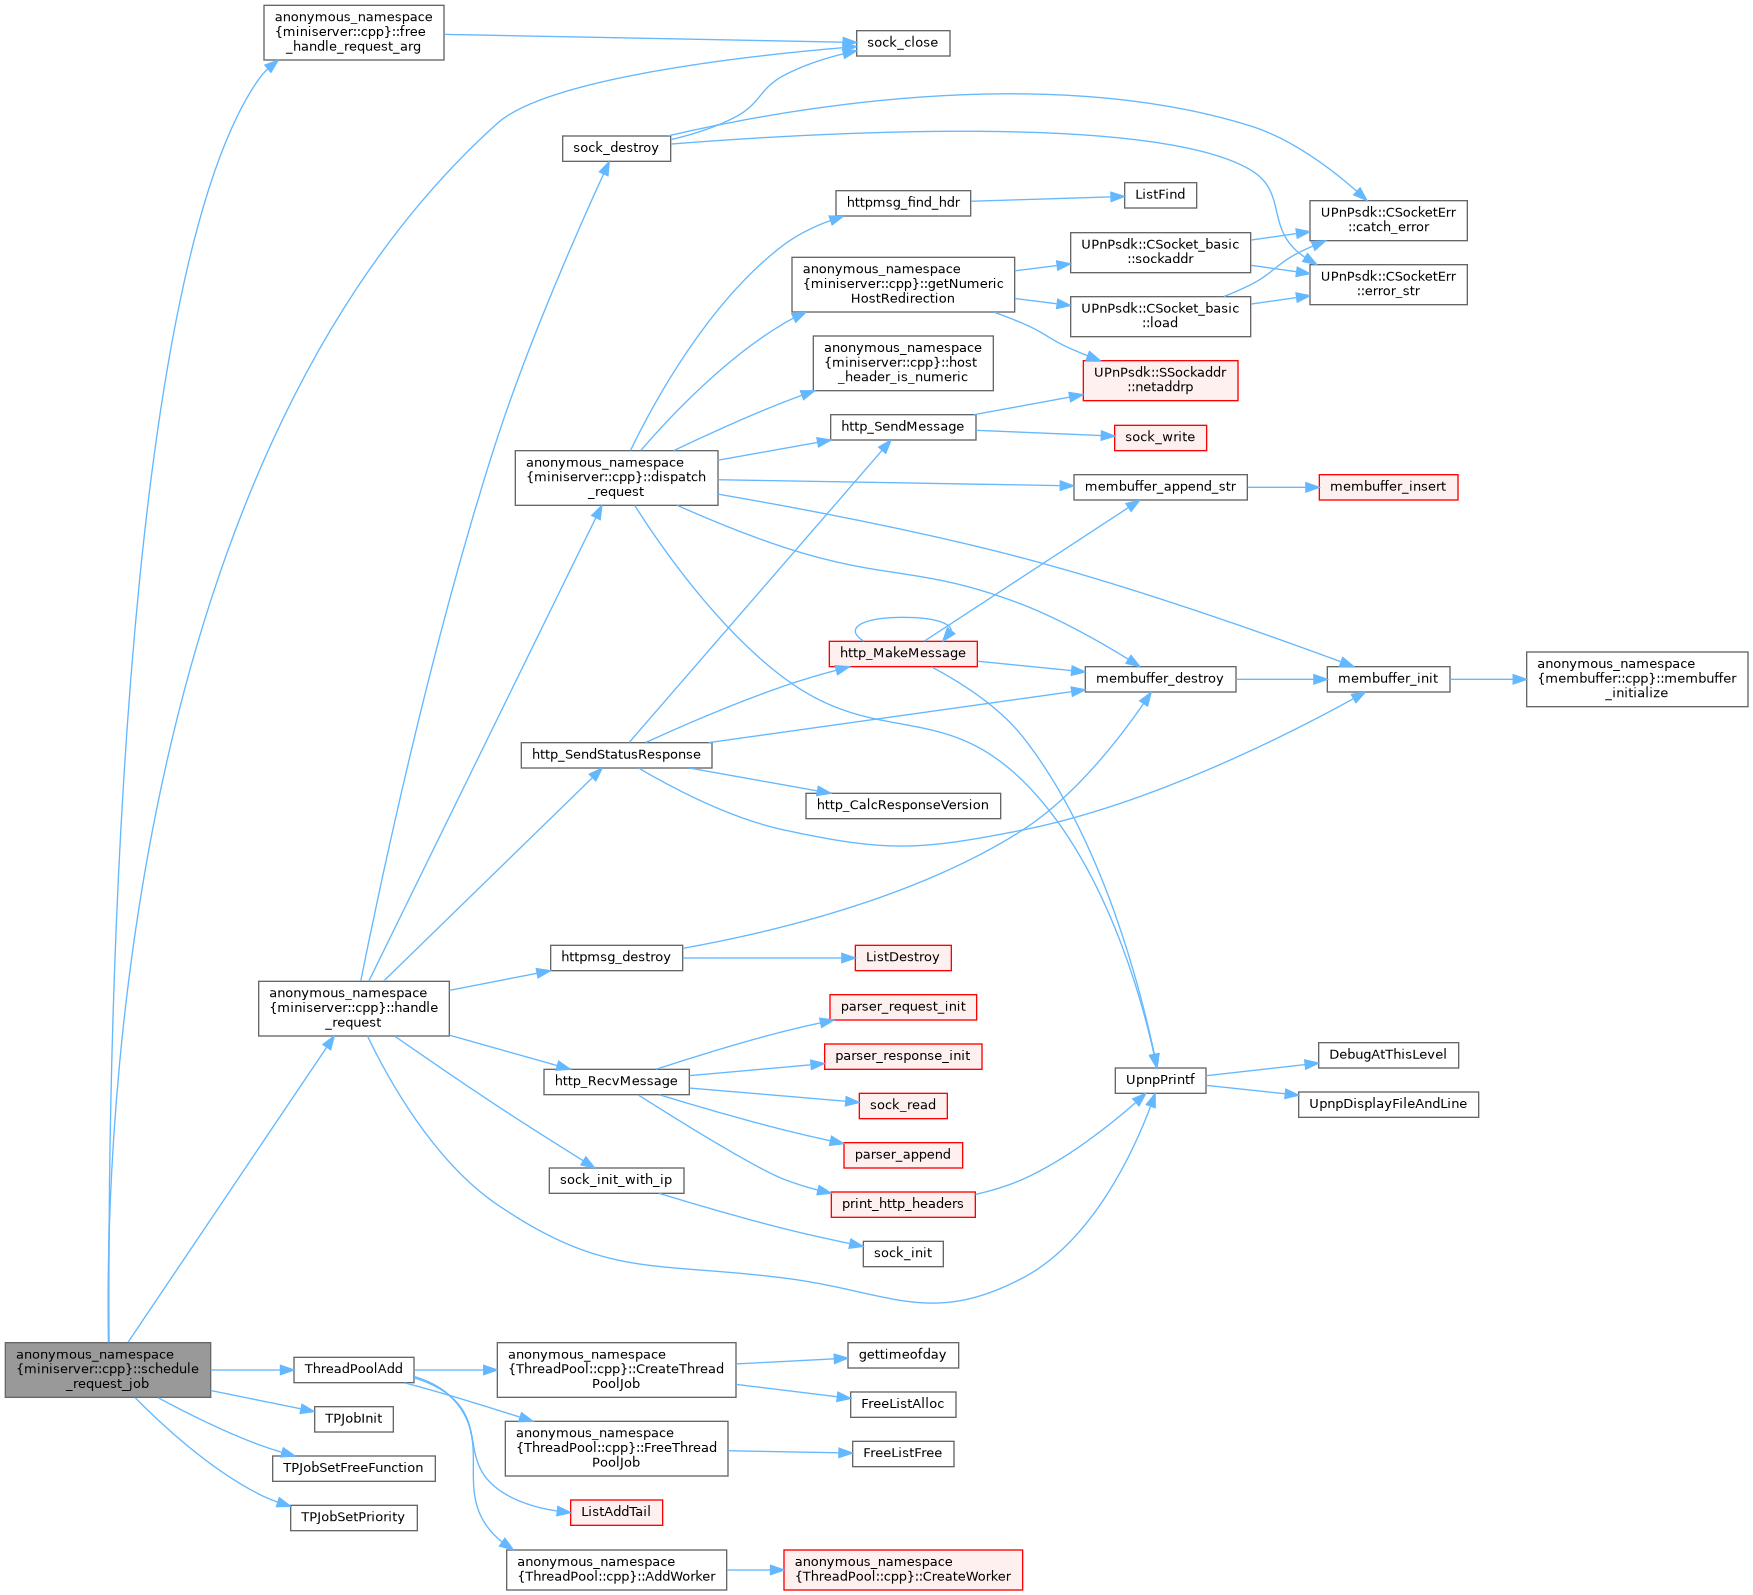 anonymous_namespace
{miniserver::cpp}::free
_handle_request_arg
sock_close
sock_destroy
httpmsg_find_hdr
ListFind
UPnPsdk::CSocketErr
::catch_error
UPnPsdk::CSocket_basic
::sockaddr
anonymous_namespace
{miniserver::cpp}::getNumeric
HostRedirection
UPnPsdk::CSocketErr
::error_str
UPnPsdk::CSocket_basic
::load
anonymous_namespace
{miniserver::cpp}::host
_header_is_numeric
UPnPsdk::SSockaddr
::netaddrp
http_SendMessage
sock_write
anonymous_namespace
{miniserver::cpp}::dispatch
_request
membuffer_append_str
membuffer_insert
http_MakeMessage
membuffer_destroy
membuffer_init
anonymous_namespace
{membuffer::cpp}::membuffer
_initialize
http_SendStatusResponse
http_CalcResponseVersion
httpmsg_destroy
ListDestroy
anonymous_namespace
{miniserver::cpp}::handle
_request
parser_request_init
parser_response_init
http_RecvMessage
sock_read
UpnpPrintf
DebugAtThisLevel
UpnpDisplayFileAndLine
parser_append
sock_init_with_ip
print_http_headers
sock_init
anonymous_namespace
{miniserver::cpp}::schedule
_request_job
ThreadPoolAdd
anonymous_namespace
{ThreadPool::cpp}::CreateThread
PoolJob
gettimeofday
FreeListAlloc
TPJobInit
anonymous_namespace
{ThreadPool::cpp}::FreeThread
PoolJob
FreeListFree
TPJobSetFreeFunction
TPJobSetPriority
ListAddTail
anonymous_namespace
{ThreadPool::cpp}::AddWorker
anonymous_namespace
{ThreadPool::cpp}::CreateWorker